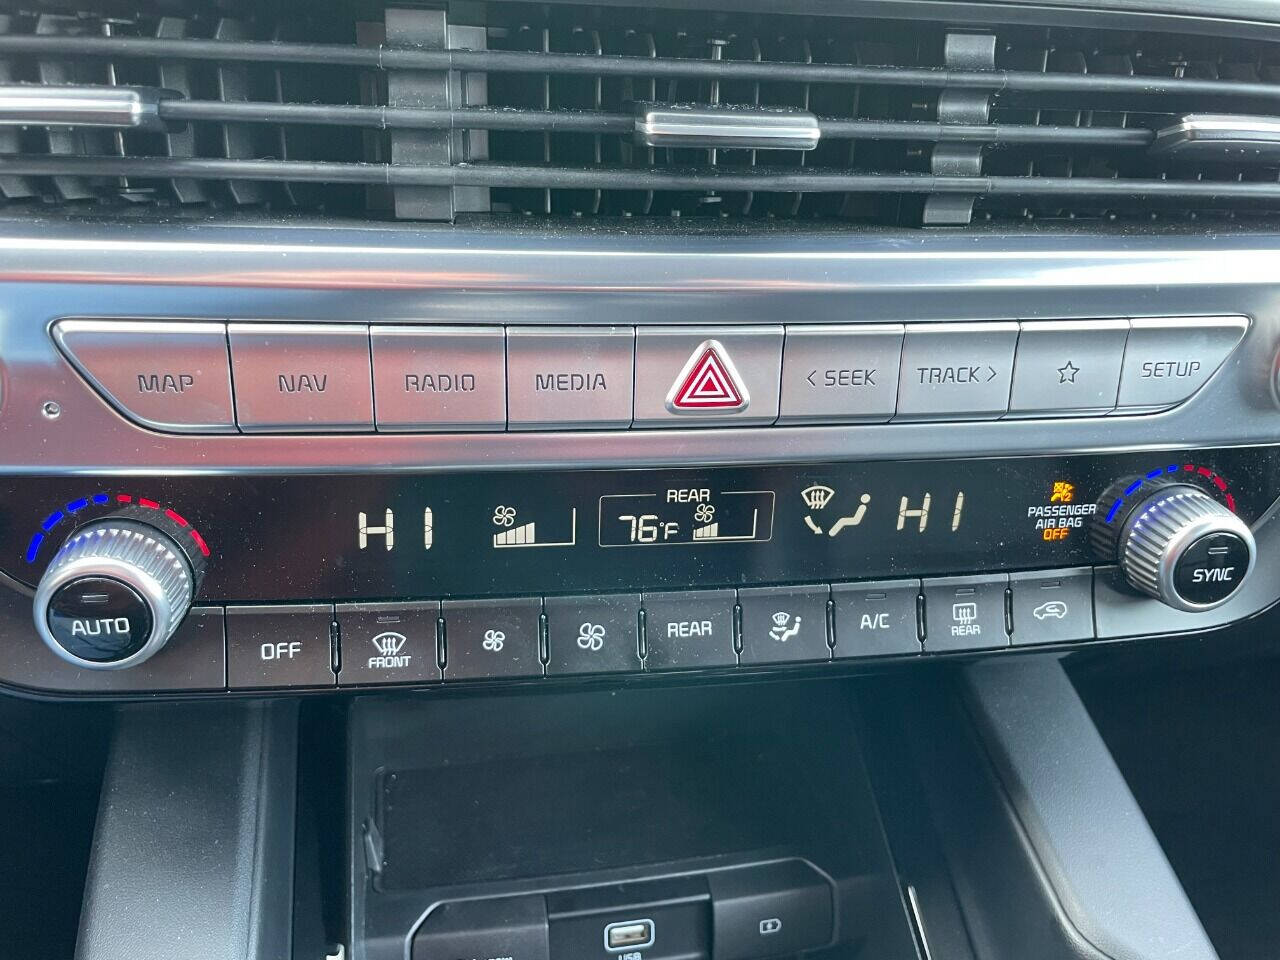 MAP NAV RADIO MEDIA < SEEK TRACK > SETUP
REAR
HI 76°F HI
PASSENGER
AIR BAG
OFF
AUTO SYNC
OFF FRONT REAR A/C REAR
USB